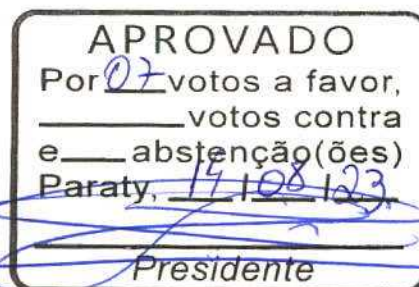 APROVADO
Por 07 votos a favor,
votos contra
e abstenção(ões)
Paraty, 14 / 08 / 23
Presidente